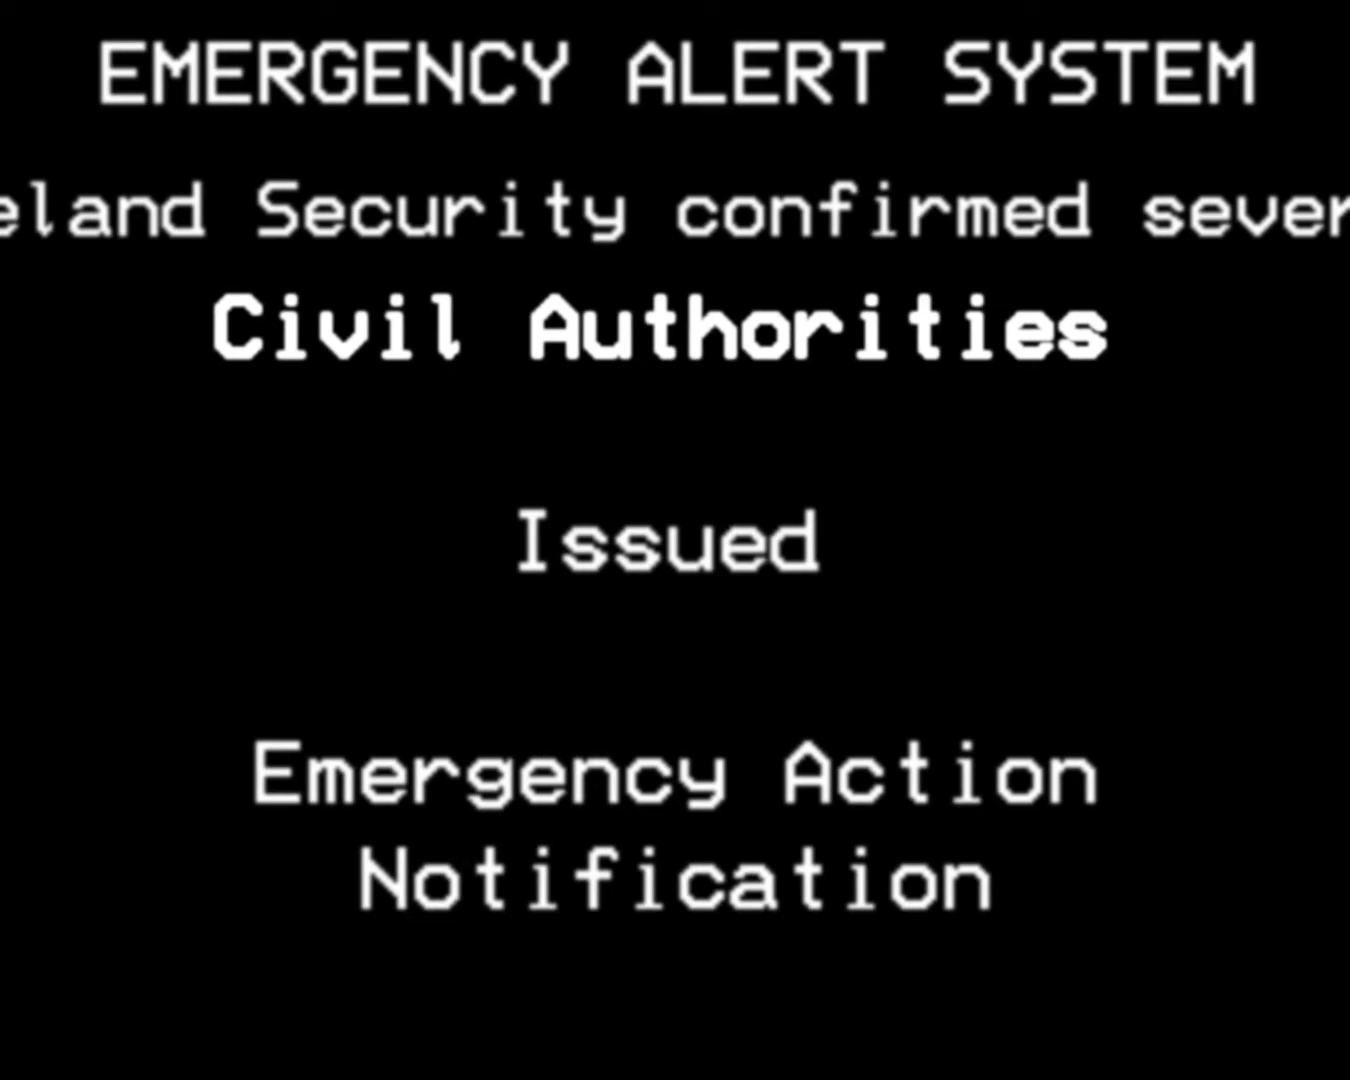 EMERGENCY ALERT SYSTEM
eland Security confirmed sever
Civil Authorities
Issued
Emergency Action
Notification